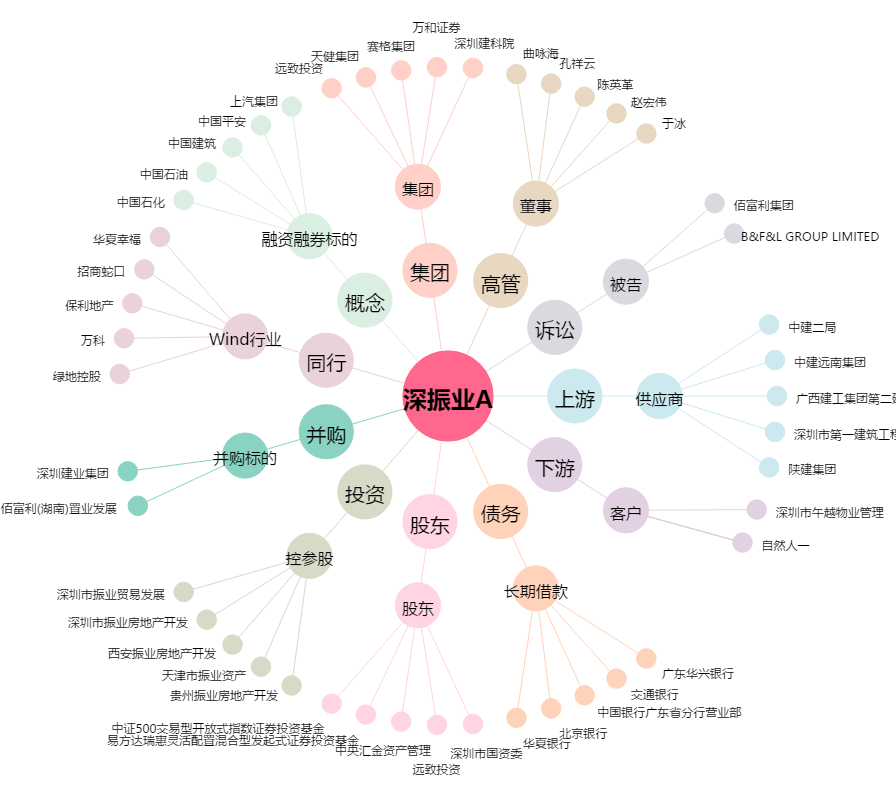 深振业A
集团
集团
远致投资
天健集团
赛格集团
万和证券
深圳建科院
高管
董事
曲咏海
孔祥云
陈英革
赵宏伟
于冰
诉讼
被告
佰富利集团
B&F&L GROUP LIMITED
上游
供应商
中建二局
中建远南集团
广西建工集团第二建
深圳市第一建筑工程
陕建集团
下游
客户
深圳市午越物业管理
自然人一
债务
长期借款
广东华兴银行
交通银行
中国银行广东省分行营业部
北京银行
华夏银行
股东
股东
深圳市国资委
远致投资
中央汇金资产管理
易方达瑞惠灵活配置混合型发起式证券投资基金
中证500交易型开放式指数证券投资基金
投资
控参股
贵州振业房地产开发
天津市振业资产
西安振业房地产开发
深圳市振业房地产开发
深圳市振业贸易发展
并购
并购标的
佰富利(湖南)置业发展
深圳建业集团
同行
Wind行业
绿地控股
万科
保利地产
招商蛇口
华夏幸福
概念
融资融券标的
中国石化
中国石油
中国建筑
中国平安
上汽集团